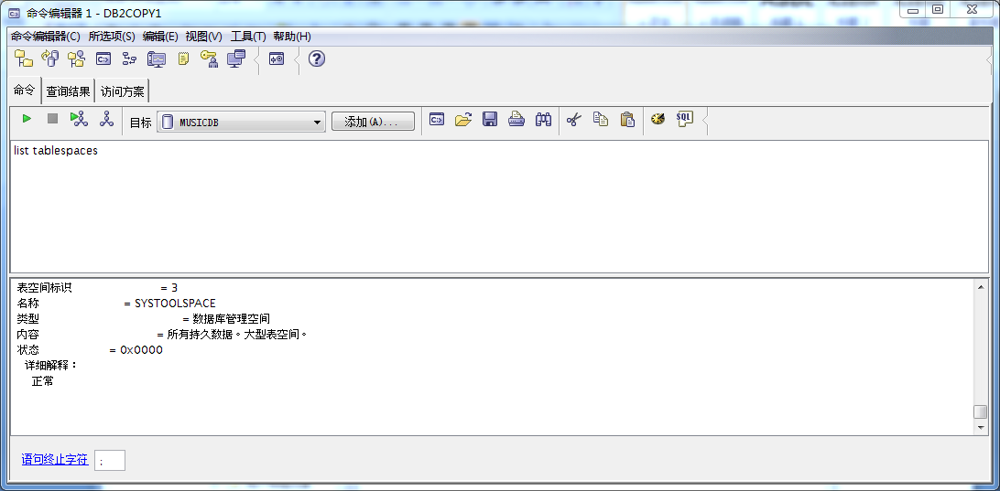 命令编辑器 1 - DB2COPY1
命令编辑器(C) 所选项(S) 编辑(E) 视图(V) 工具(T) 帮助(H)
命令 查询结果 访问方案
目标 MUSICDB 添加(A)... SQL
list tablespaces
表空间标识 = 3
名称 = SYSTOOLSPACE
类型 = 数据库管理空间
内容 = 所有持久数据。大型表空间。
状态 = 0x0000
详细解释：
正常
语句终止字符 ;